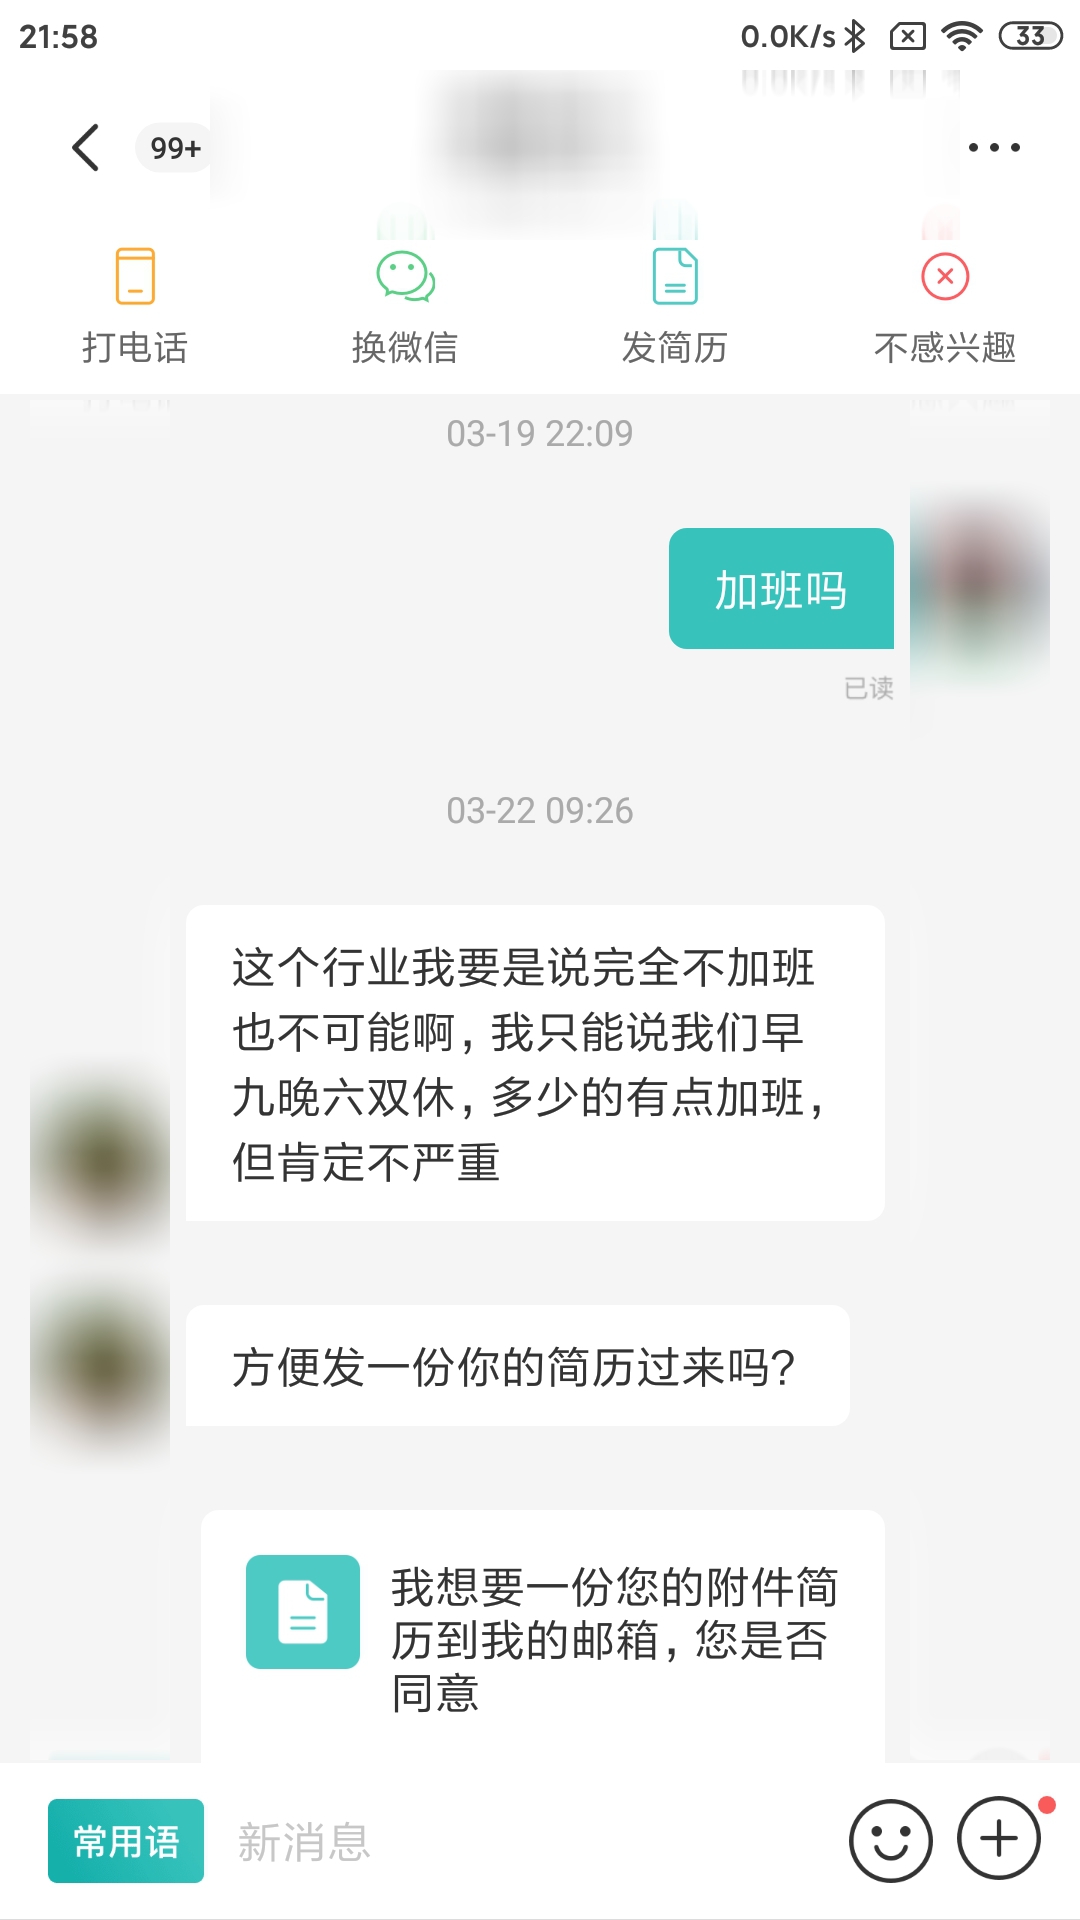 21:58
0.0K/s
33
99+
打电话
换微信
发简历
不感兴趣
03-19 22:09
加班吗
已读
03-22 09:26
这个行业我要是说完全不加班
也不可能啊,我只能说我们早
九晚六双休,多少的有点加班,
但肯定不严重
方便发一份你的简历过来吗?
我想要一份您的附件简
历到我的邮箱,您是否
同意
常用语
新消息